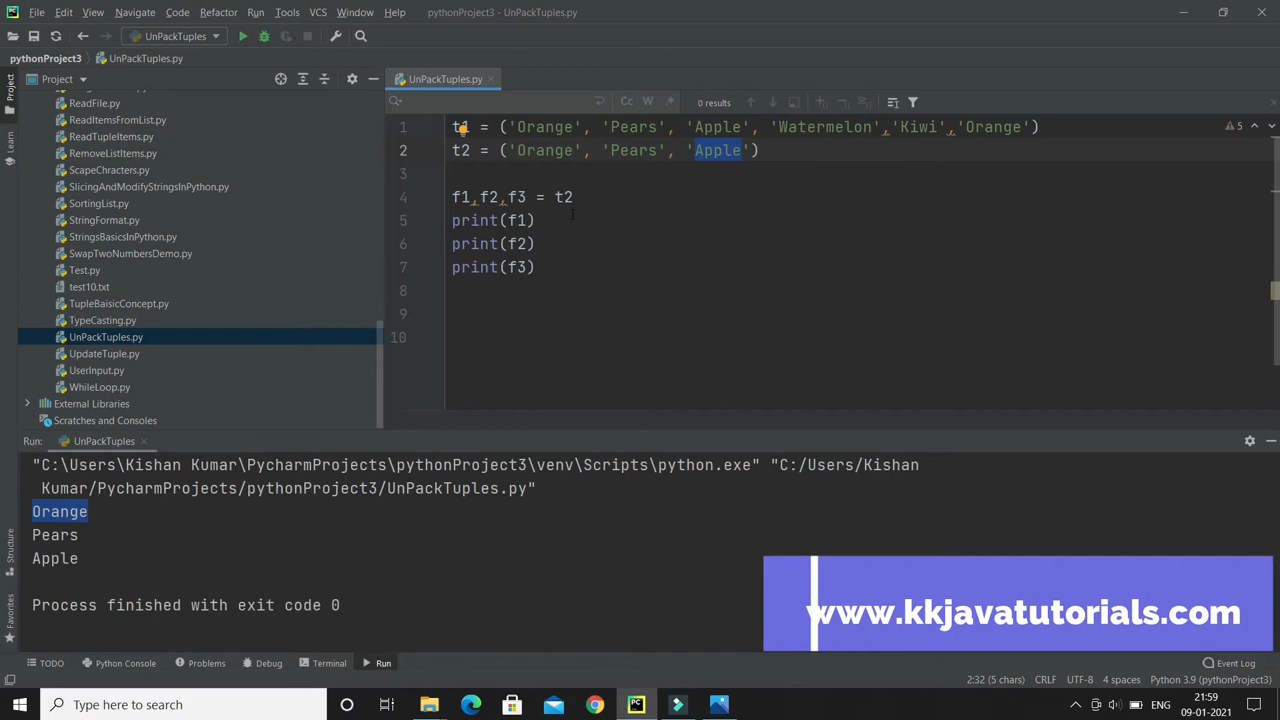 File Edit View Navigate Code Refactor Run Tools VCS Window Help pythonProject3 - UnPackTuples.py
UnPackTuples
pythonProject3 UnPackTuples.py
Project
UnPackTuples.py
ReadFile.py
ReadItemsFromList.py
ReadTupleItems.py
RemoveListItems.py
ScapeChracters.py
SlicingAndModifyStringsInPython.py
SortingList.py
StringFormat.py
StringsBasicsInPython.py
SwapTwoNumbersDemo.py
Test.py
test10.txt
TupleBaisicConcept.py
TypeCasting.py
UnPackTuples.py
UpdateTuple.py
UserInput.py
WhileLoop.py
External Libraries
Scratches and Consoles
Project
Learn
Structure
Favorites
Cc W .* 0 results
5
1 t1 = ('Orange', 'Pears', 'Apple', 'Watermelon','Kiwi','Orange')
2 t2 = ('Orange', 'Pears', 'Apple')
3
4 f1,f2,f3 = t2
5 print(f1)
6 print(f2)
7 print(f3)
8
9
10
Run: UnPackTuples
"C:\Users\Kishan Kumar\PycharmProjects\pythonProject3\venv\Scripts\python.exe" "C:/Users/Kishan
Kumar/PycharmProjects/pythonProject3/UnPackTuples.py"
Orange
Pears
Apple
Process finished with exit code 0
www.kkjavatutorials.com
TODO Python Console Problems Debug Terminal Run Event Log
2:32 (5 chars) CRLF UTF-8 4 spaces Python 3.9 (pythonProject3)
Type here to search
PC
ENG
21:59
09-01-2021